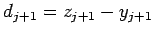 d_{j+1} = z_{j+1} - y_{j+1}